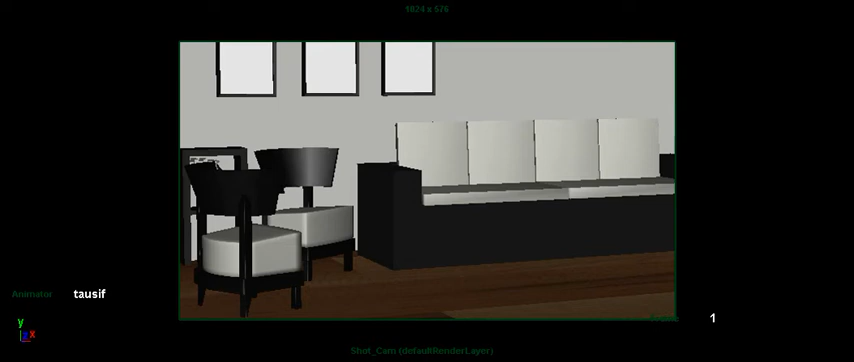 1024 x 576
Animator tausif
1
y
z x
Shot_Cam (defaultRenderLayer)